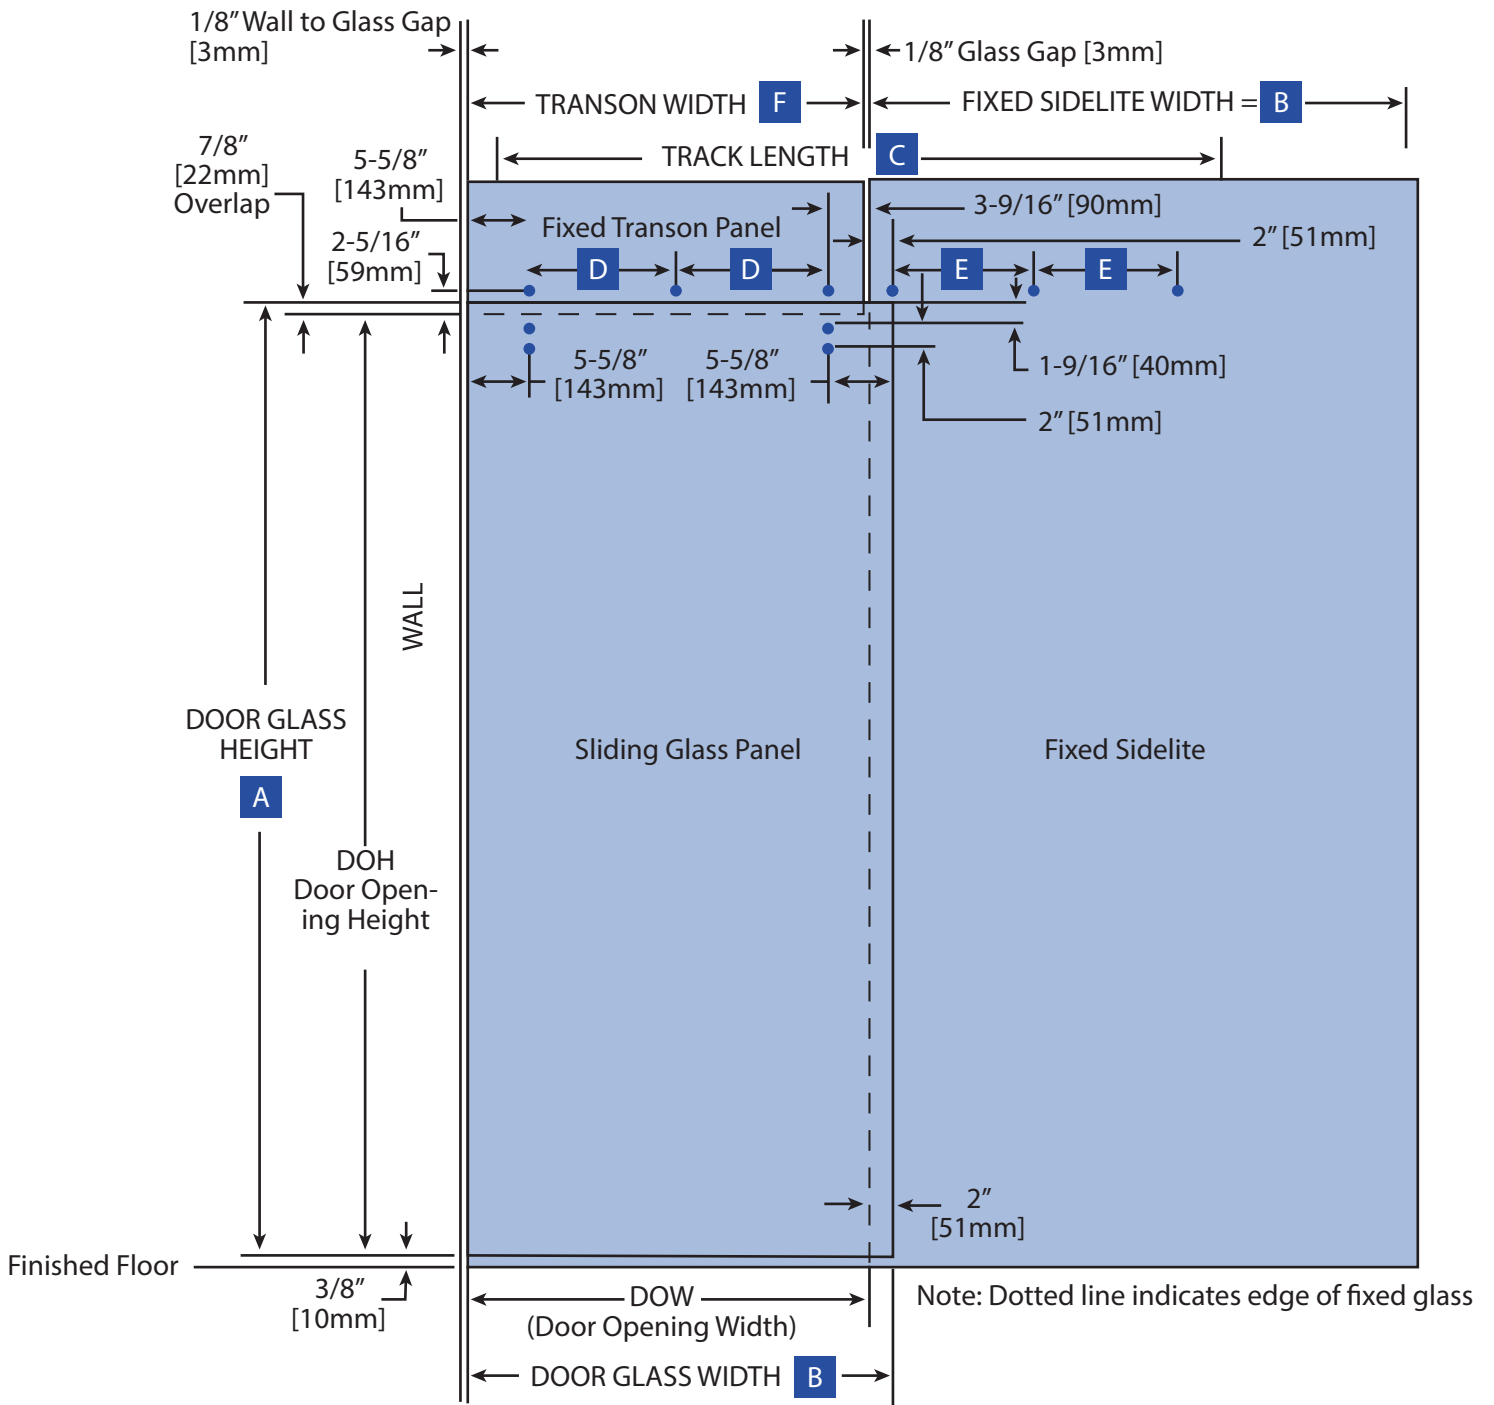 1/8” Wall to Glass Gap
[3mm]
1/8” Glass Gap [3mm]
TRANSON WIDTH F
FIXED SIDELITE WIDTH = B
TRACK LENGTH C
7/8”
[22mm]
Overlap
5-5/8”
[143mm]
2-5/16”
[59mm]
Fixed Transon Panel
3-9/16” [90mm]
2” [51mm]
D
D
E
E
5-5/8”
[143mm]
5-5/8”
[143mm]
1-9/16” [40mm]
2” [51mm]
WALL
DOOR GLASS
HEIGHT
A
DOH
Door Open-
ing Height
Sliding Glass Panel
Fixed Sidelite
2”
[51mm]
Finished Floor
3/8”
[10mm]
DOW
(Door Opening Width)
Note: Dotted line indicates edge of fixed glass
DOOR GLASS WIDTH B